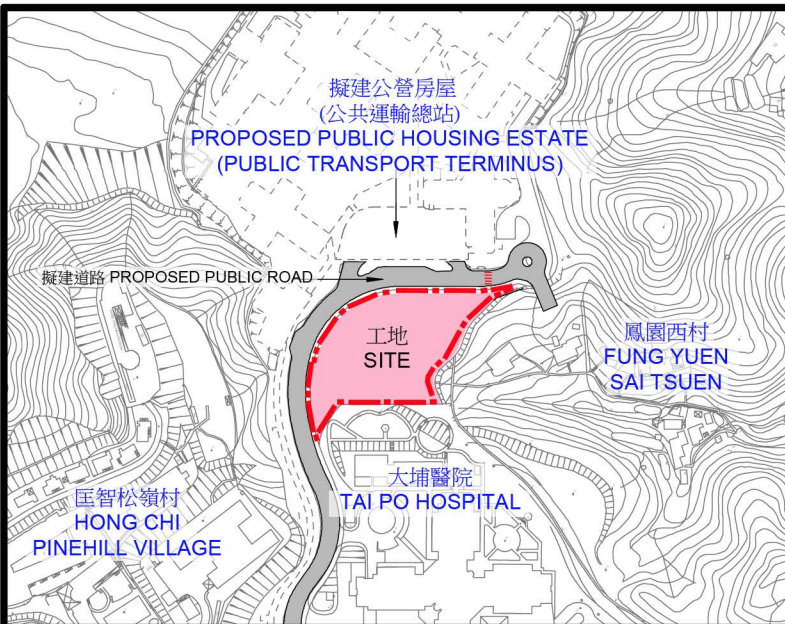 擬建公營房屋
(公共運輸總站)
PROPOSED PUBLIC HOUSING ESTATE
(PUBLIC TRANSPORT TERMINUS)
擬建道路 PROPOSED PUBLIC ROAD
工地
SITE
鳳園西村
FUNG YUEN
SAI TSUEN
大埔醫院
TAI PO HOSPITAL
匡智松嶺村
HONG CHI
PINEHILL VILLAGE